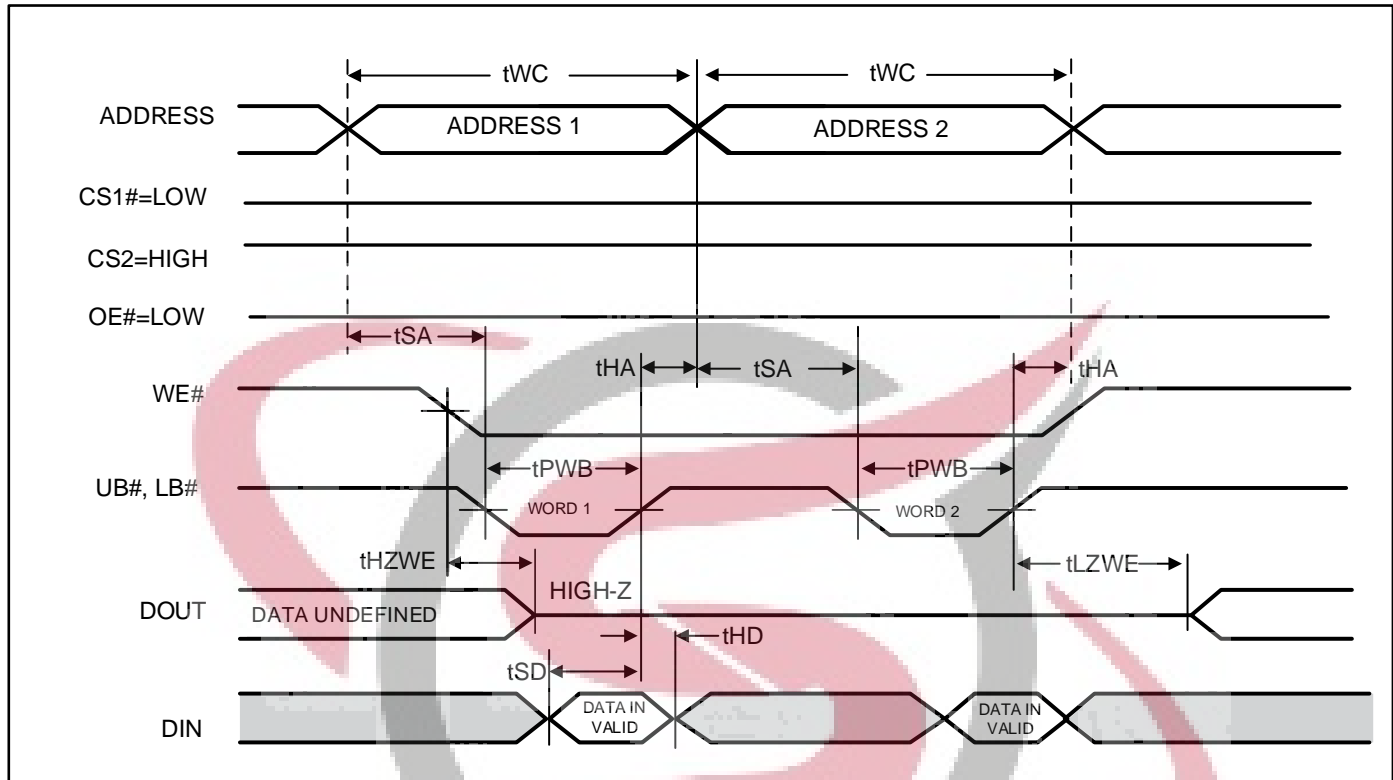 tWC
tWC
ADDRESS
ADDRESS 1
ADDRESS 2
CS1#=LOW
CS2=HIGH
OE#=LOW
tSA
tHA
tSA
tHA
WE#
tPWB
tPWB
UB#, LB#
WORD 1
WORD 2
tHZWE
tLZWE
HIGH-Z
DOUT
DATA UNDEFINED
tHD
tSD
DIN
DATA IN
VALID
DATA IN
VALID